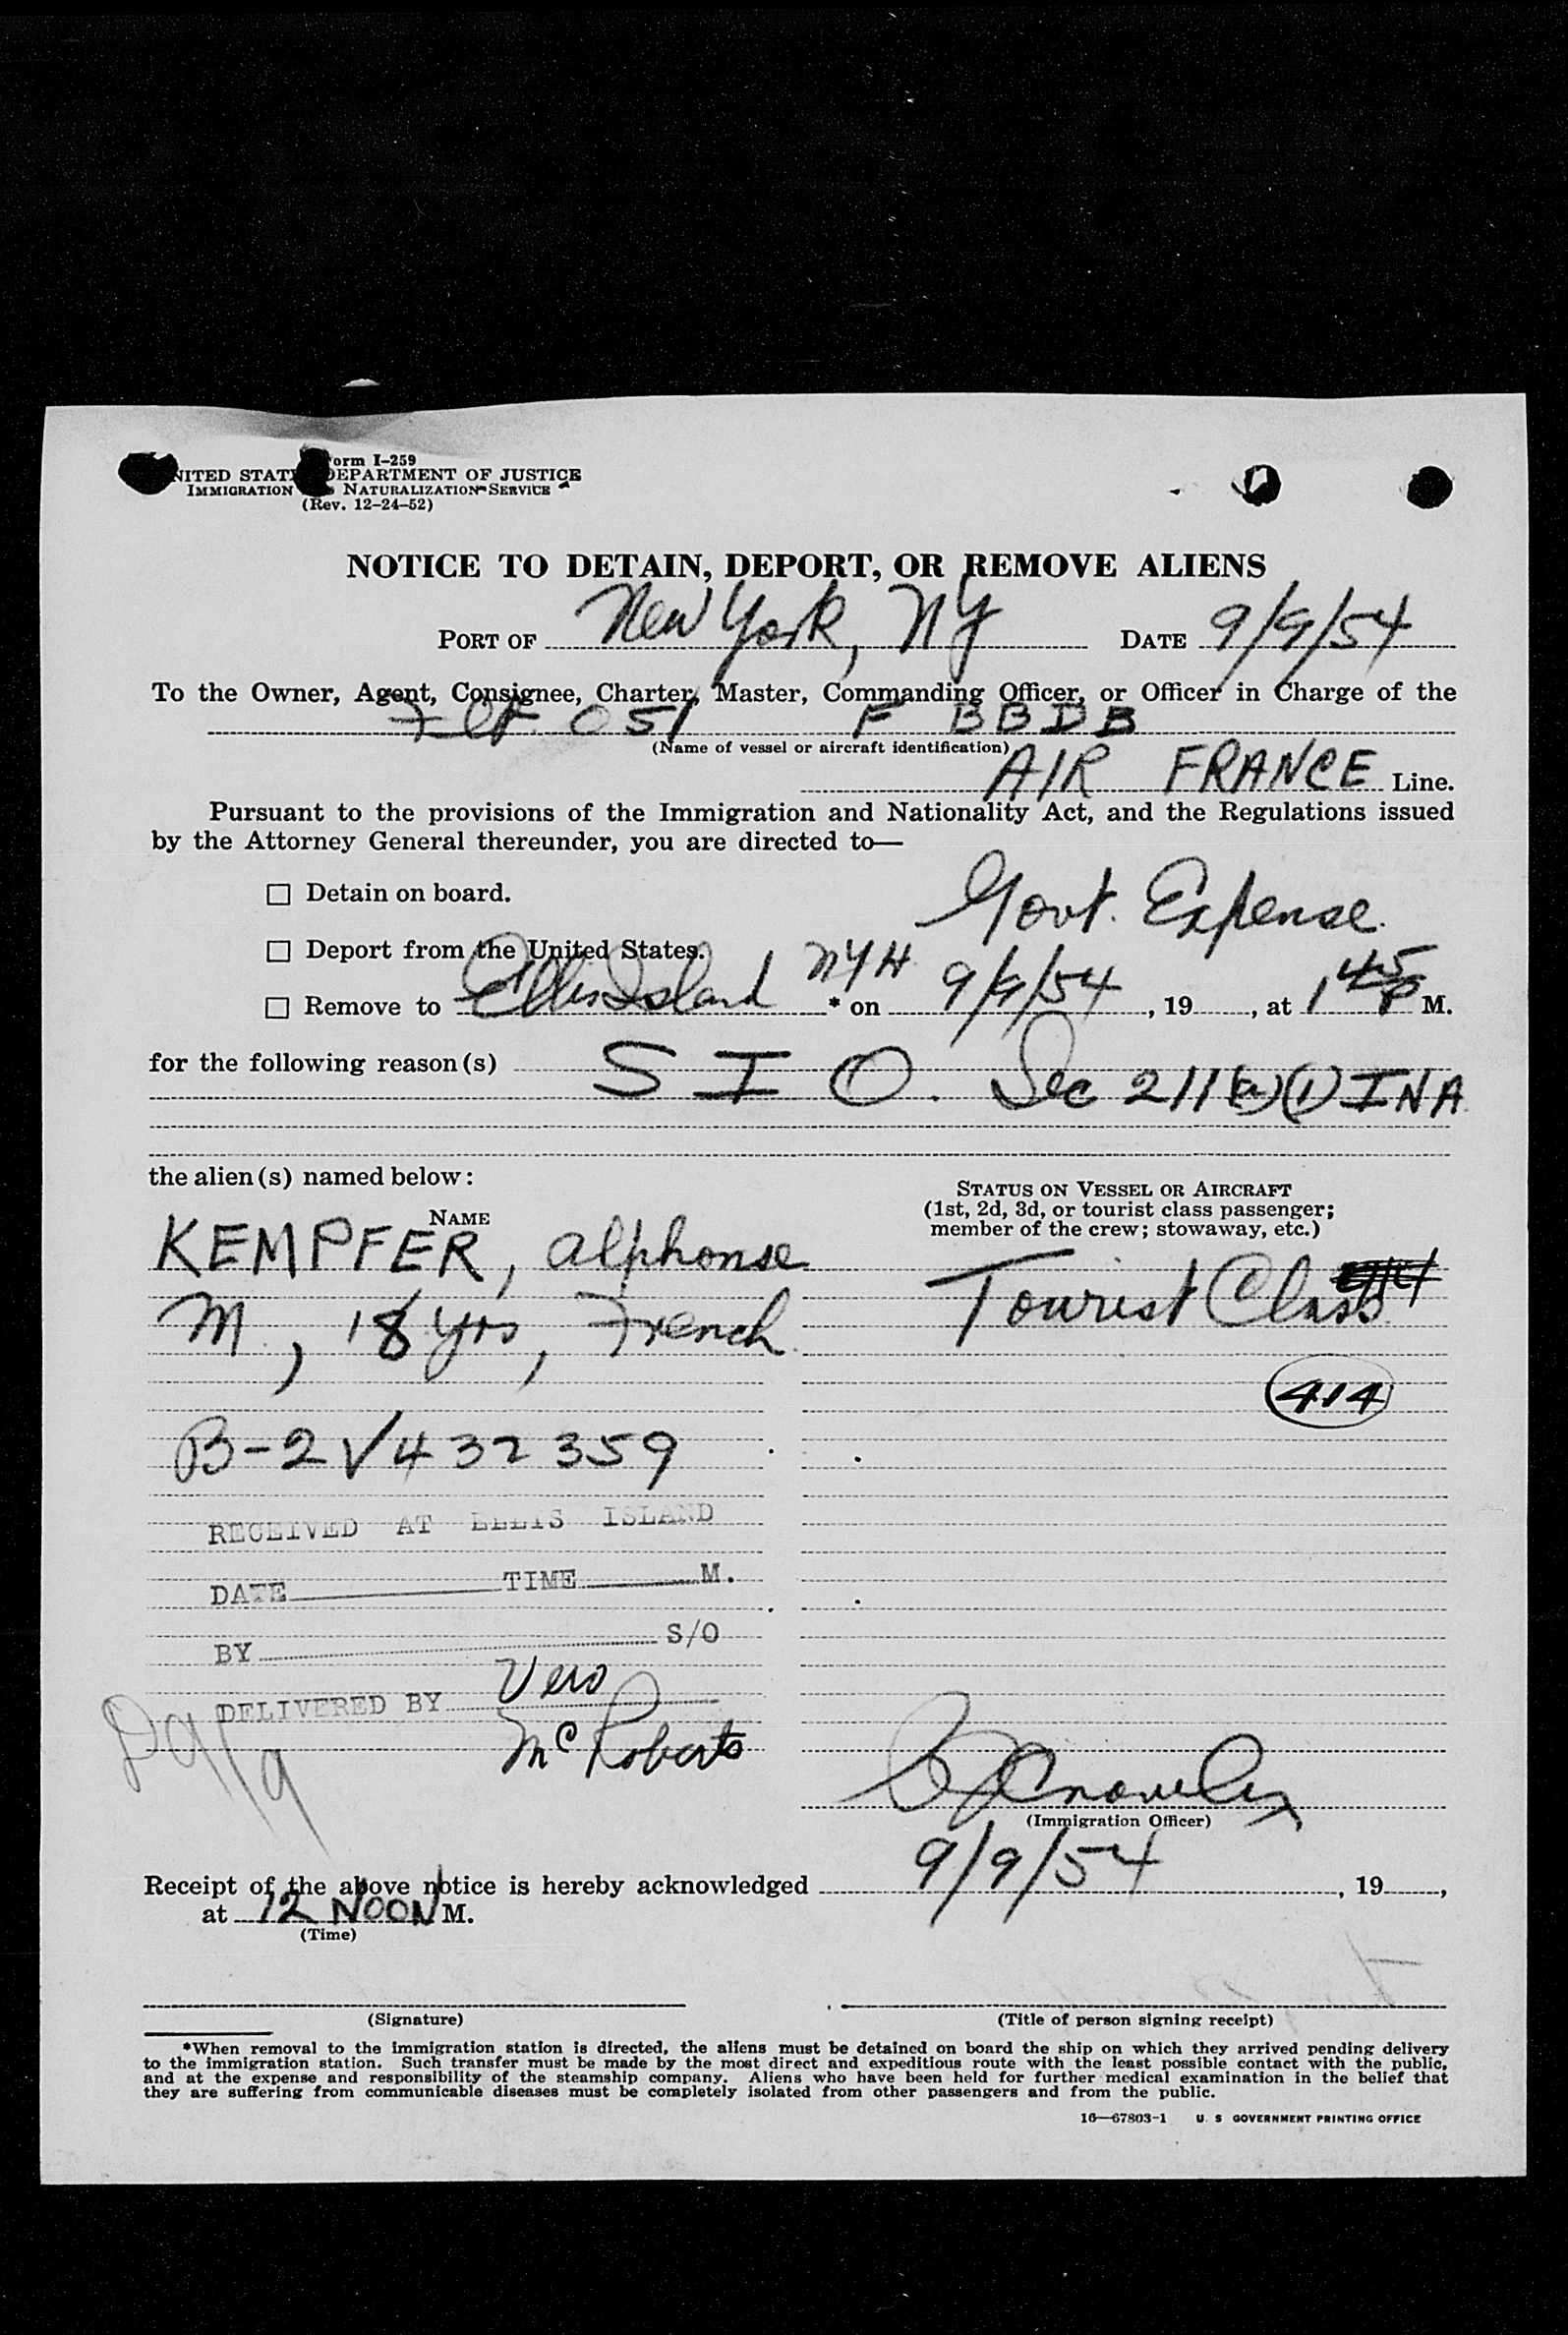 Form I-259
UNITED STATES DEPARTMENT OF JUSTICE
IMMIGRATION NATURALIZATION SERVICE
(Rev. 12-24-52)
NOTICE TO DETAIN, DEPORT, OR REMOVE ALIENS
PORT OF New York, NY DATE 9/9/54
To the Owner, Agent, Consignee, Charter, Master, Commanding Officer, or Officer in Charge of the
Flt. 051 F BBDB
(Name of vessel or aircraft identification)
AIR FRANCE Line.
Pursuant to the provisions of the Immigration and Nationality Act, and the Regulations issued
by the Attorney General thereunder, you are directed to—
☐ Detain on board.
Govt. Expense.
☐ Deport from the United States.
☐ Remove to Ellis Island NYH * on 9/9/54, 19, at 1 45 P M.
for the following reason(s) S I O. Sec 211(a)(1) INA
the alien(s) named below:
STATUS ON VESSEL OR AIRCRAFT
(1st, 2d, 3d, or tourist class passenger;
member of the crew; stowaway, etc.)
NAME
KEMPFER, Alphonse
Tourist Class
M., 18 yrs, French
414
B-2 V 432 359
RECEIVED AT ELLIS ISLAND
DATE TIME M.
BY S/O
DELIVERED BY Vero
McRoberts
D 9/9
(Immigration Officer)
Receipt of the above notice is hereby acknowledged 9/9/54, 19,
at 12 NOON M.
(Time)
(Signature) (Title of person signing receipt)
*When removal to the immigration station is directed, the aliens must be detained on board the ship on which they arrived pending delivery
to the immigration station. Such transfer must be made by the most direct and expeditious route with the least possible contact with the public,
and at the expense and responsibility of the steamship company. Aliens who have been held for further medical examination in the belief that
they are suffering from communicable diseases must be completely isolated from other passengers and from the public.
16—67803-1 U S GOVERNMENT PRINTING OFFICE